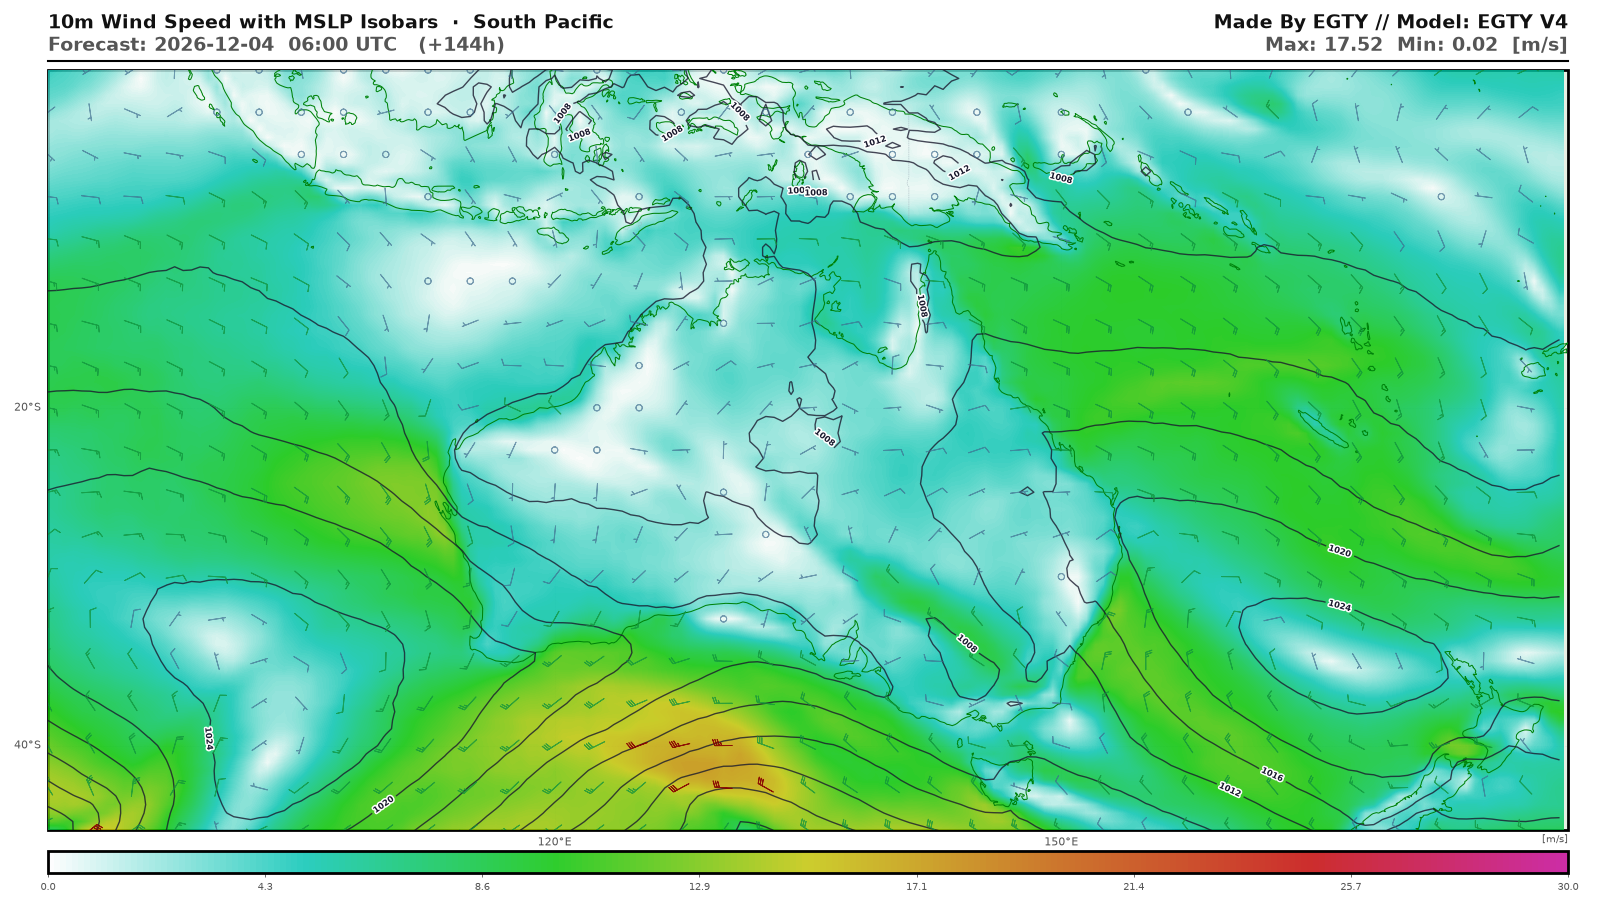 10m Wind Speed with MSLP Isobars · South Pacific
Made By EGTY // Model: EGTY V4
Forecast: 2026-12-04 06:00 UTC (+144h)
Max: 17.52 Min: 0.02 [m/s]
1008
1008
1008
1008
1012
1012
1008
1008
1008
1008
20°S
1008
1020
1024
1008
1024
40°S
1016
1012
1020
120°E
150°E
[m/s]
0.0
4.3
8.6
12.9
17.1
21.4
25.7
30.0